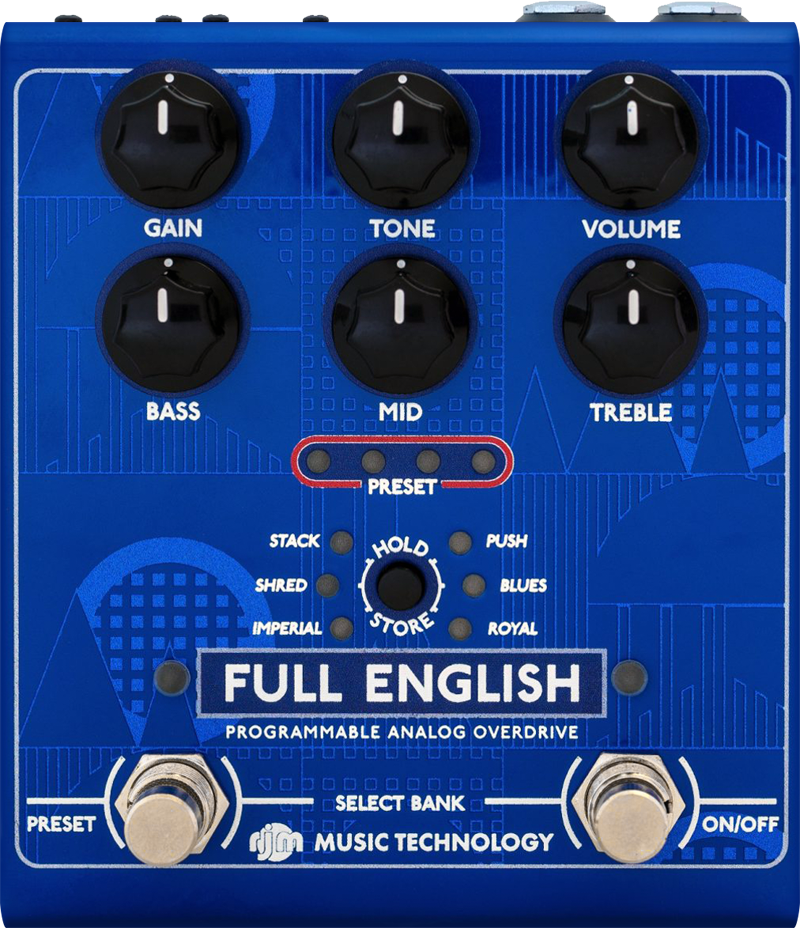 GAIN TONE VOLUME
BASS MID TREBLE
PRESET
STACK HOLD PUSH
SHRED BLUES
IMPERIAL STORE ROYAL
FULL ENGLISH
PROGRAMMABLE ANALOG OVERDRIVE
SELECT BANK
PRESET ON/OFF
rjm MUSIC TECHNOLOGY